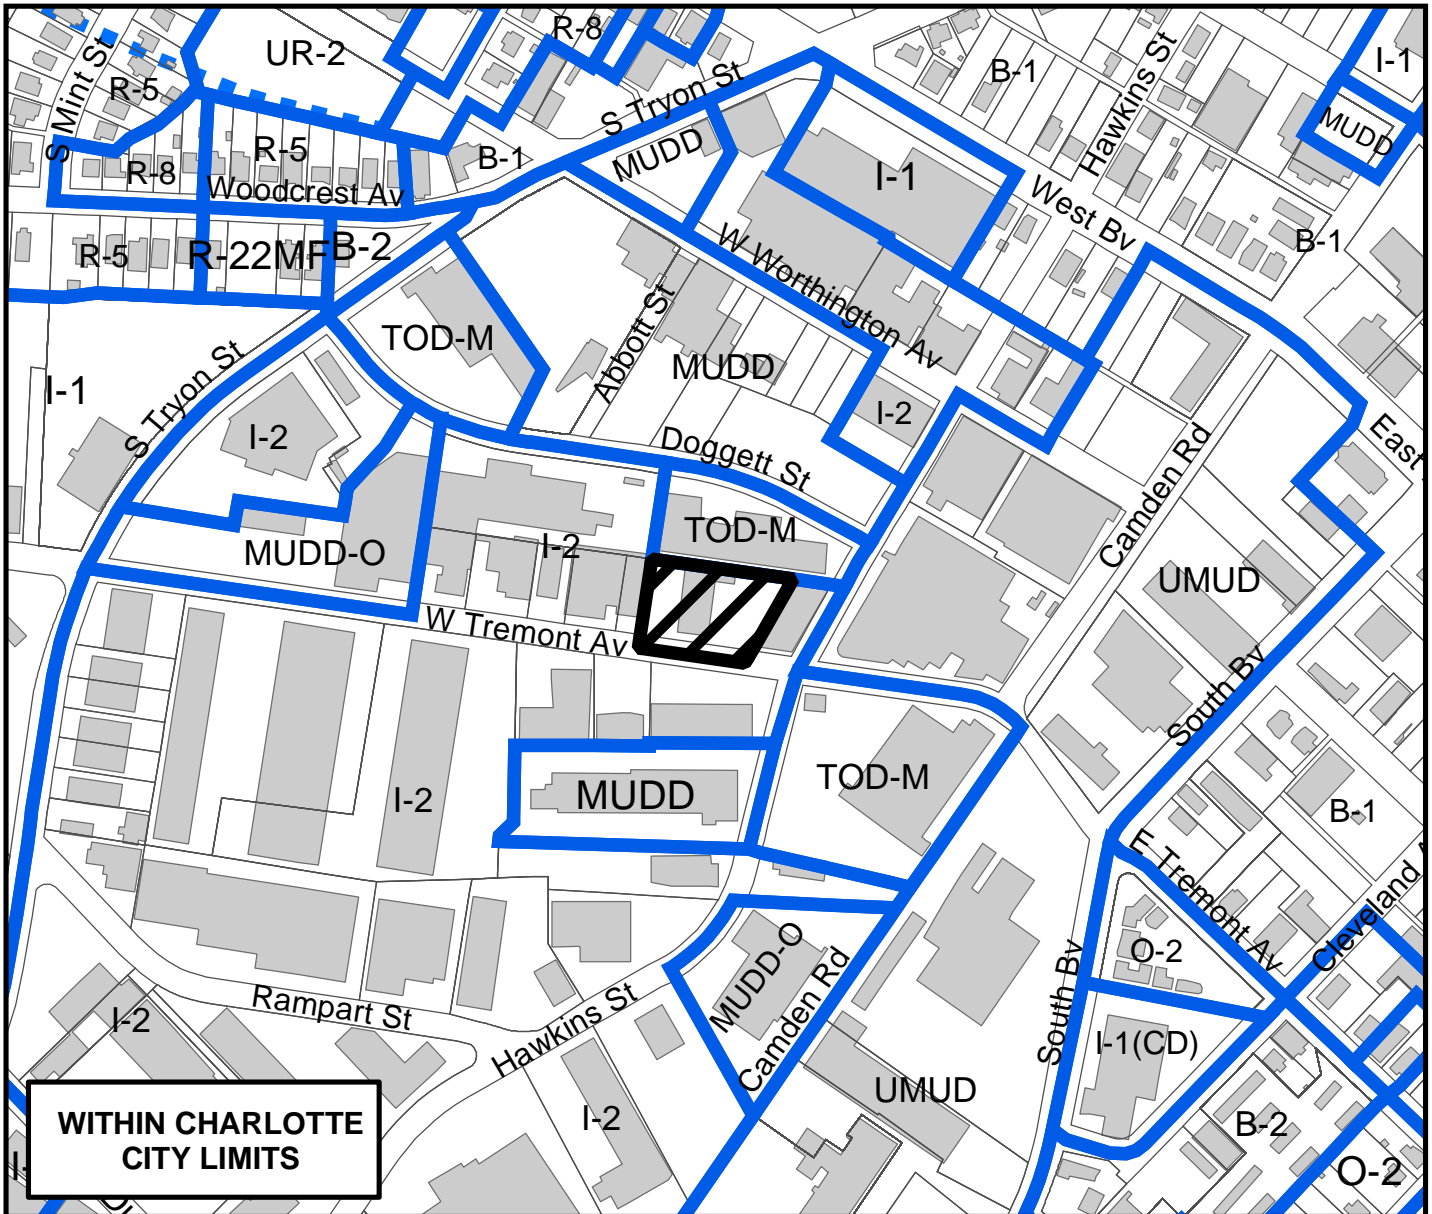 R-8
UR-2
I-1
B-1
S Mint St
R-5
Hawkins St
S Tryon St
MUDD
MUDD
R-5
B-1
R-8
I-1
Woodcrest Av
West Bv
R-5
R-22MF
B-2
B-1
W Worthington Av
TOD-M
Abbott St
MUDD
I-1
S Tryon St
I-2
I-2
East
Doggett St
Camden Rd
TOD-M
MUDD-O
I-2
UMUD
W Tremont Av
South Bv
I-2
MUDD
TOD-M
B-1
E Tremont Av
Cleveland
O-2
MUDD-O
Camden Rd
South Bv
Rampart St
I-2
Hawkins St
I-1(CD)
UMUD
I-2
B-2
O-2
WITHIN CHARLOTTE
CITY LIMITS